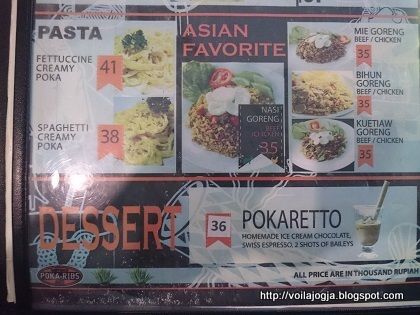 PASTA
FETTUCCINE
CREAMY
POKA
41
SPAGHETTI
CREAMY
POKA
38
ASIAN
FAVORITE
NASI
GORENG
BEEF / CHICKEN
35
MIE GORENG
BEEF / CHICKEN
35
BIHUN
GORENG
BEEF / CHICKEN
35
KUETIAW
GORENG
BEEF / CHICKEN
35
DESSERT
36
POKARETTO
HOMEMADE ICE CREAM CHOCOLATE,
SWISS ESPRESSO, 2 SHOTS OF BAILEYS
POKA-RIBS
ALL PRICE ARE IN THOUSAND RUPIAH
http://voilajogja.blogspot.com